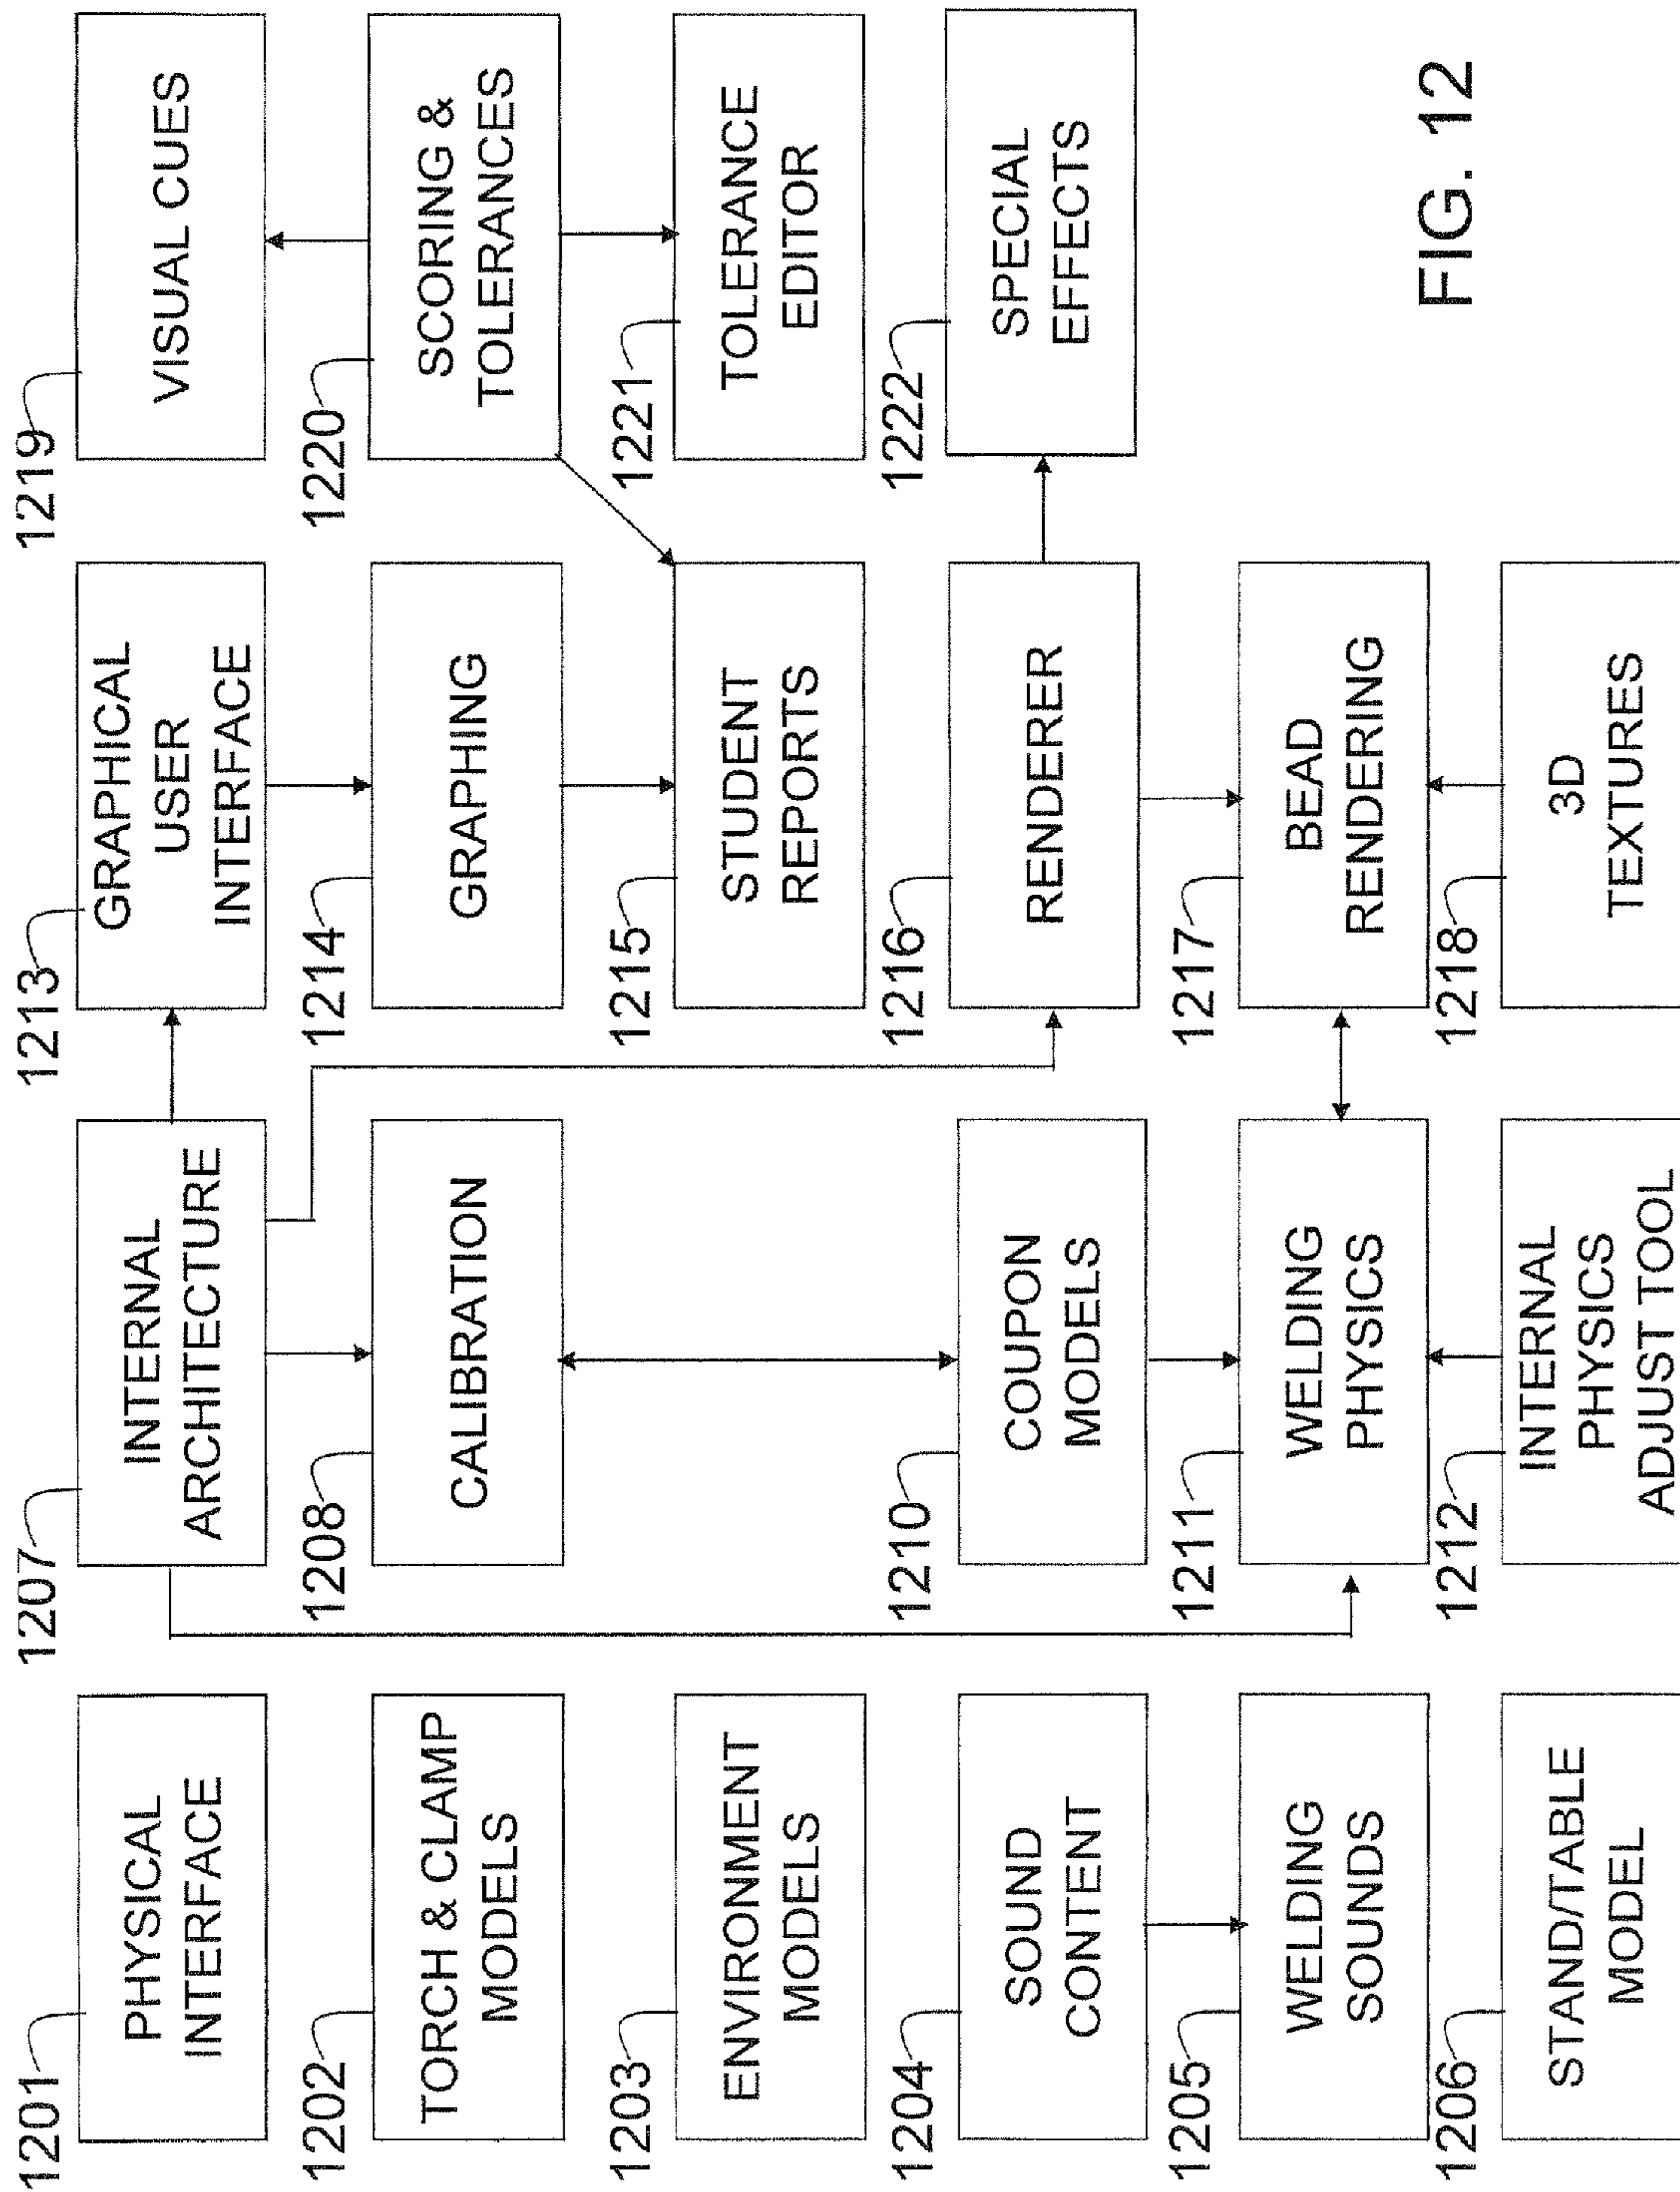 1201
PHYSICAL
INTERFACE
1202
TORCH & CLAMP
MODELS
1203
ENVIRONMENT
MODELS
1204
SOUND
CONTENT
1205
WELDING
SOUNDS
1206
STAND/TABLE
MODEL
1207
INTERNAL
ARCHITECTURE
1208
CALIBRATION
1210
COUPON
MODELS
1211
WELDING
PHYSICS
1212
INTERNAL
PHYSICS
ADJUST TOOL
1213
GRAPHICAL
USER
INTERFACE
1214
GRAPHING
1215
STUDENT
REPORTS
1216
RENDERER
1217
BEAD
RENDERING
1218
3D
TEXTURES
1219
VISUAL CUES
1220
SCORING &
TOLERANCES
1221
TOLERANCE
EDITOR
1222
SPECIAL
EFFECTS
FIG. 12